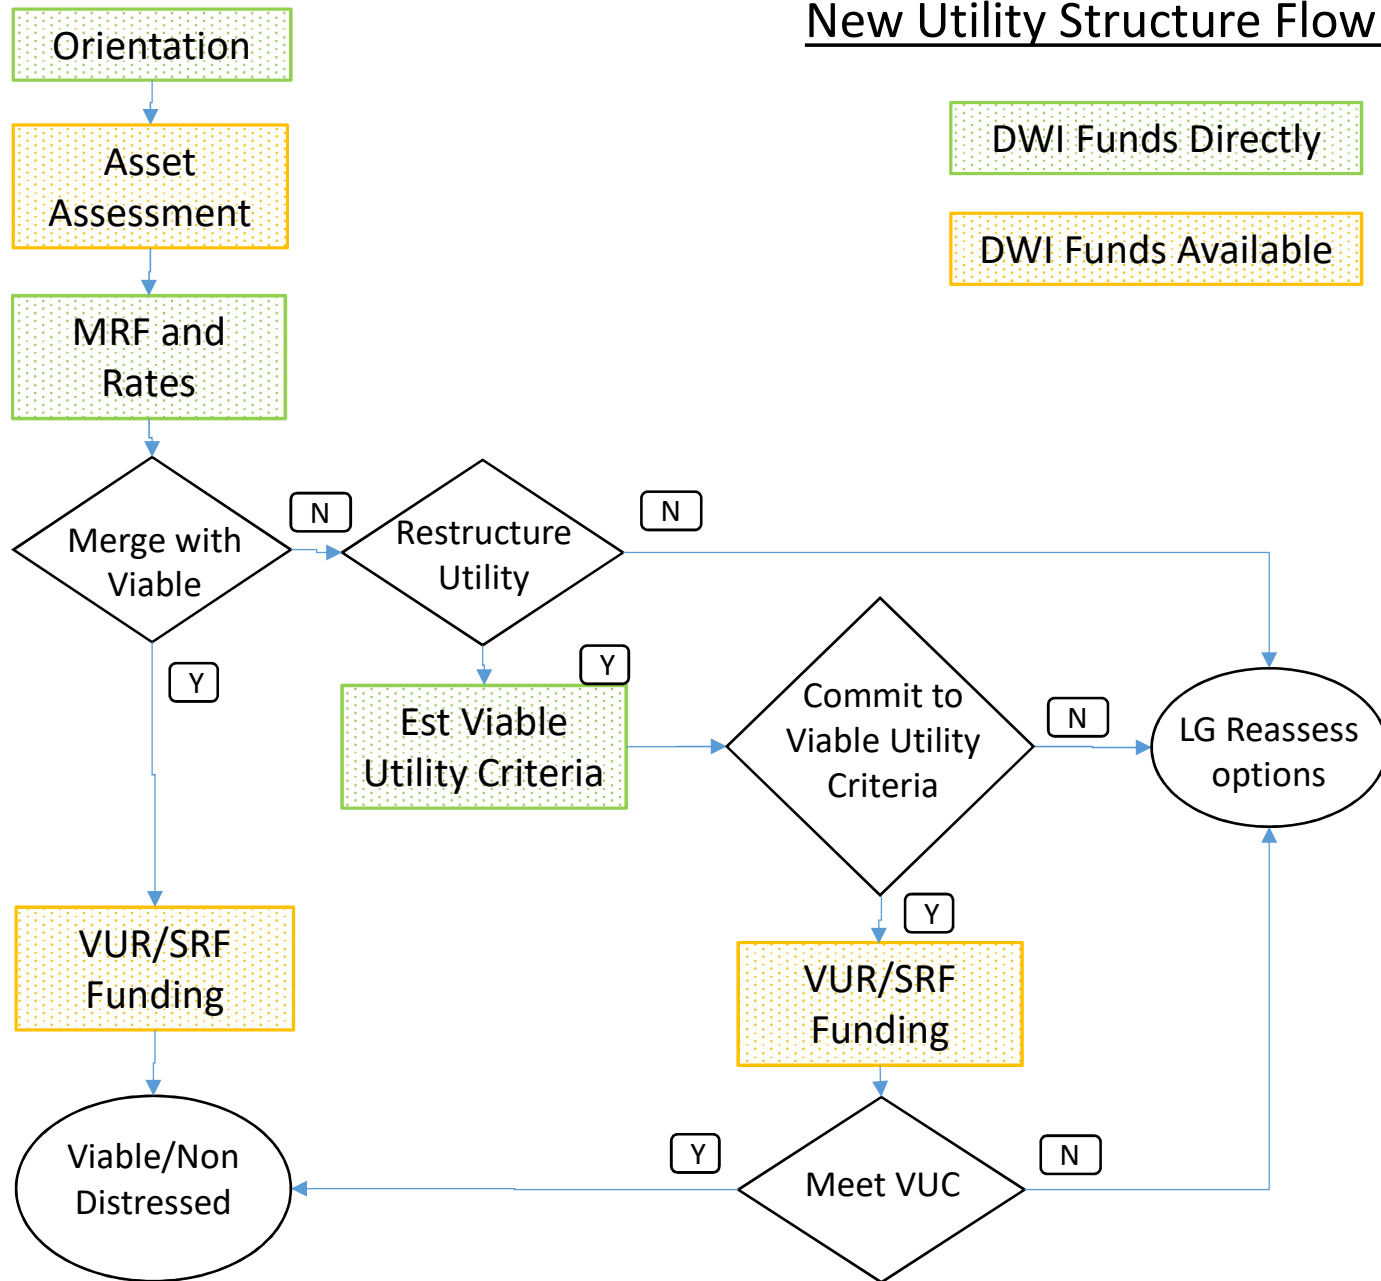 New Utility Structure Flow
Orientation
DWI Funds Directly
Asset
Assessment
DWI Funds Available
MRF and
Rates
Merge with
Viable
N
Restructure
Utility
N
Y
Y
Est Viable
Utility Criteria
Commit to
Viable Utility
Criteria
N
LG Reassess
options
Y
VUR/SRF
Funding
VUR/SRF
Funding
Viable/Non
Distressed
Y
Meet VUC
N